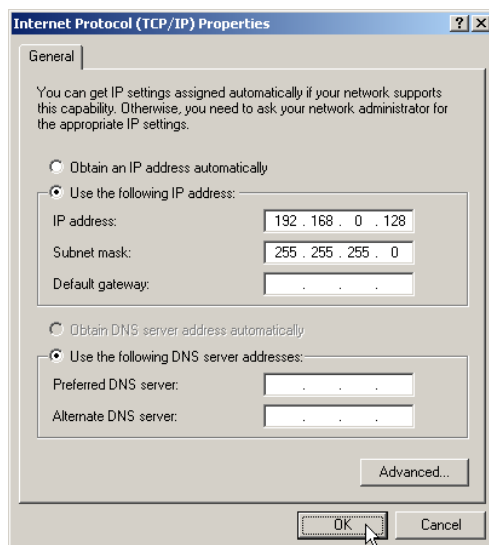 Internet Protocol (TCP/IP) Properties
General
You can get IP settings assigned automatically if your network supports
this capability. Otherwise, you need to ask your network administrator for
the appropriate IP settings.
Obtain an IP address automatically
Use the following IP address:
IP address: 192 . 168 . 0 . 128
Subnet mask: 255 . 255 . 255 . 0
Default gateway: . . .
Obtain DNS server address automatically
Use the following DNS server addresses:
Preferred DNS server: . . .
Alternate DNS server: . . .
Advanced...
OK Cancel